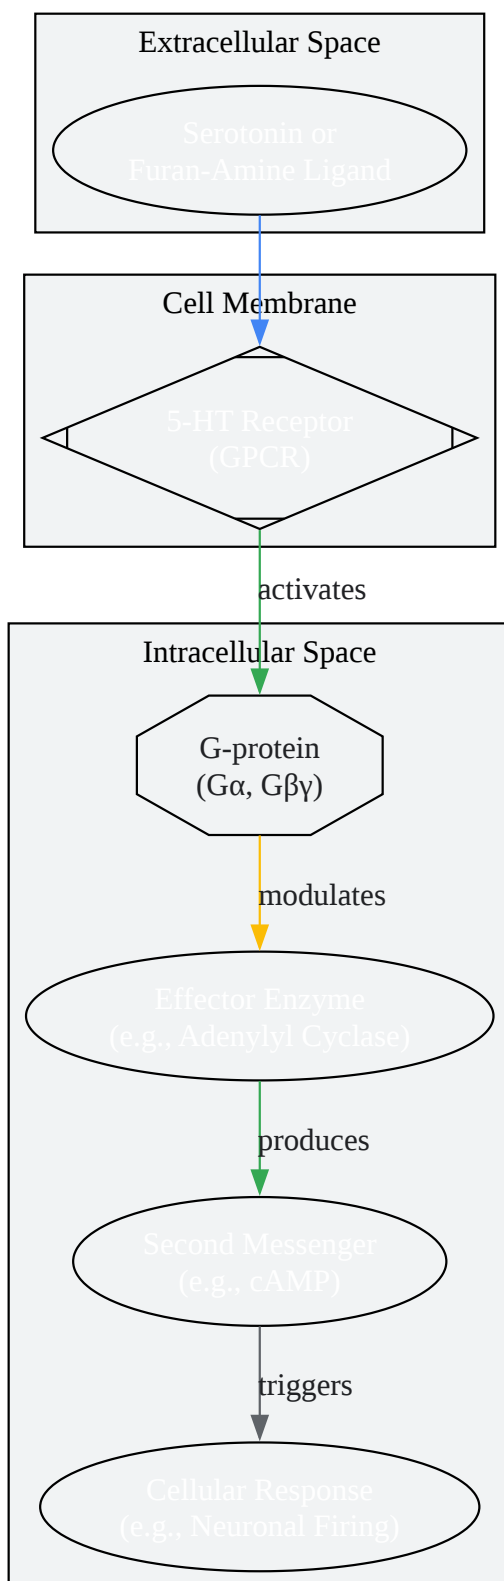 Extracellular Space
Serotonin or
Furan-Amine Ligand
Cell Membrane
5-HT Receptor
(GPCR)
activates
Intracellular Space
G-protein
(Gα, Gβγ)
modulates
Effector Enzyme
(e.g., Adenylyl Cyclase)
produces
Second Messenger
(e.g., cAMP)
triggers
Cellular Response
(e.g., Neuronal Firing)